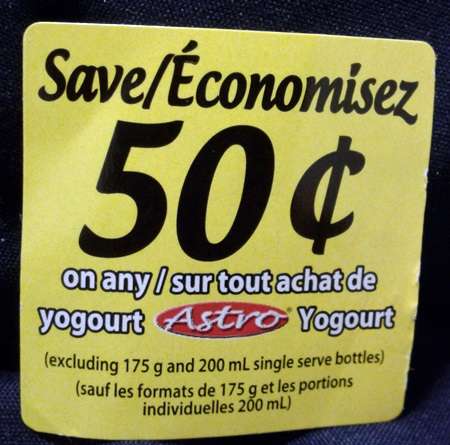 Save/Économisez
50¢
on any / sur tout achat de
yogourt Astro® Yogourt
(excluding 175 g and 200 mL single serve bottles)
(sauf les formats de 175 g et les portions
individuelles 200 mL)